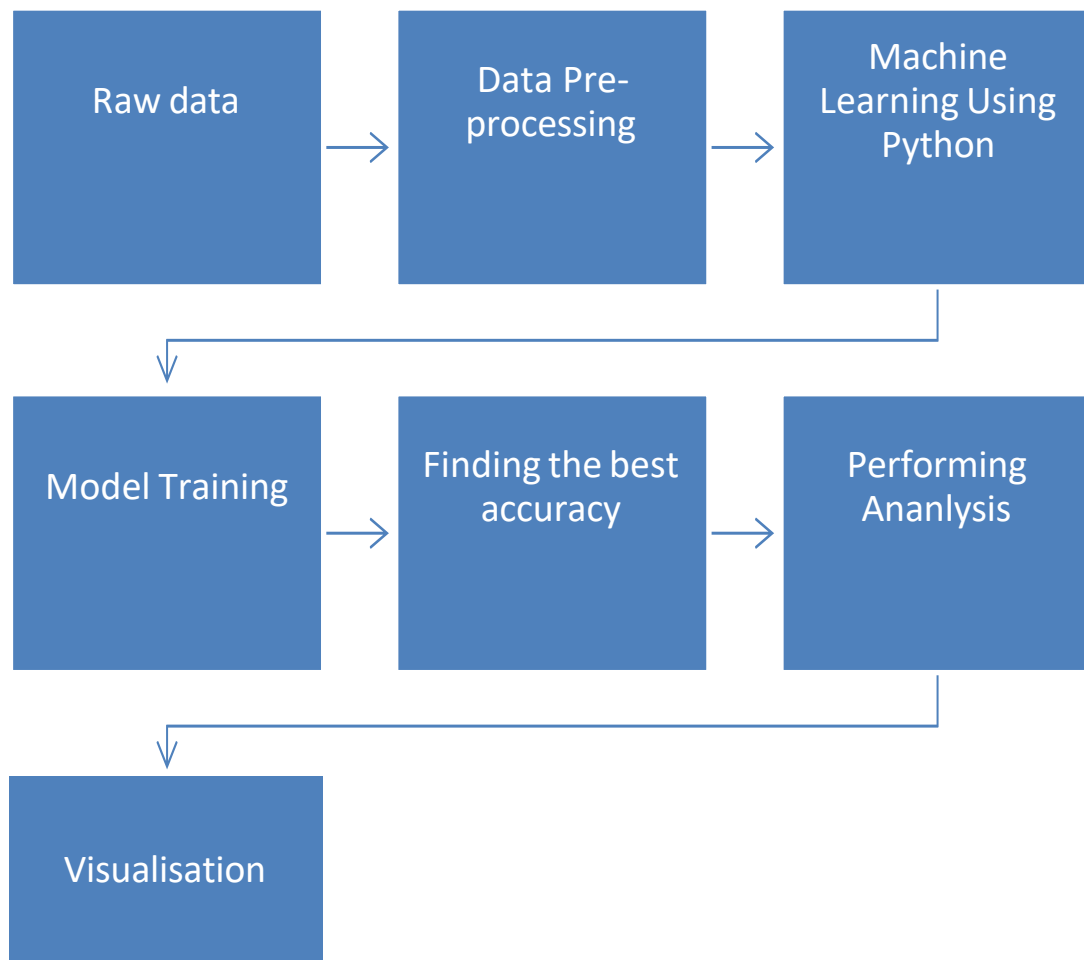 Raw data
Data Pre-
processing
Machine
Learning Using
Python
Model Training
Finding the best
accuracy
Performing
Ananlysis
Visualisation